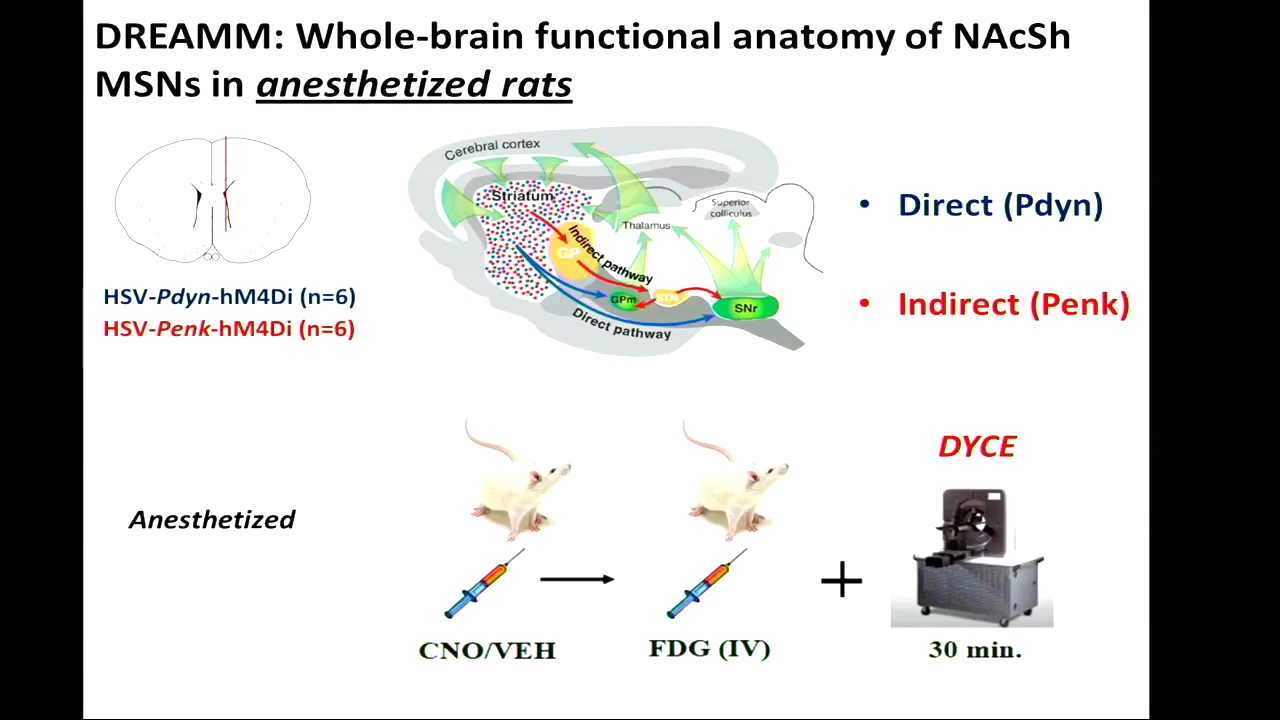 DREAMM: Whole-brain functional anatomy of NAcSh
MSNs in anesthetized rats
HSV-Pdyn-hM4Di (n=6)
HSV-Penk-hM4Di (n=6)
Cerebral cortex
Striatum
GP
Indirect pathway
Thalamus
Superior
colliculus
GPm
STN
SNr
Direct pathway
• Direct (Pdyn)
• Indirect (Penk)
Anesthetized
DYCE
+
CNO/VEH
FDG (IV)
30 min.